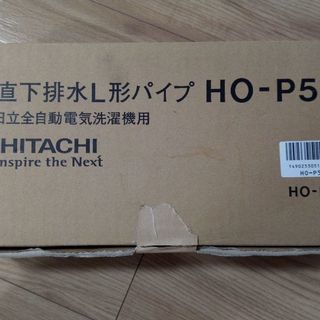 直下排水L形パイプ HO-P5
日立全自動電気洗濯機用
HITACHI
Inspire the Next
HO-P5
HO-